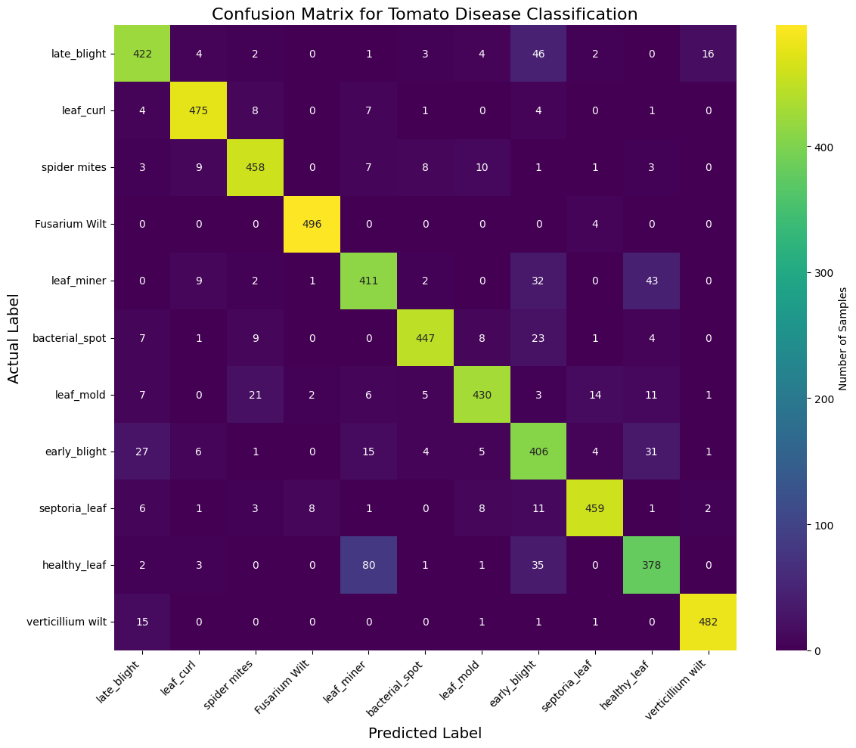 Confusion Matrix for Tomato Disease Classification
late_blight 422 4 2 0 1 3 4 46 2 0 16
leaf_curl 4 475 8 0 7 1 0 4 0 1 0
spider mites 3 9 458 0 7 8 10 1 1 3 0
Fusarium Wilt 0 0 0 496 0 0 0 0 4 0 0
leaf_miner 0 9 2 1 411 2 0 32 0 43 0
bacterial_spot 7 1 9 0 0 447 8 23 1 4 0
leaf_mold 7 0 21 2 6 5 430 3 14 11 1
early_blight 27 6 1 0 15 4 5 406 4 31 1
septoria_leaf 6 1 3 8 1 0 8 11 459 1 2
healthy_leaf 2 3 0 0 80 1 1 35 0 378 0
verticillium wilt 15 0 0 0 0 0 1 1 1 0 482
late_blight leaf_curl spider mites Fusarium Wilt leaf_miner bacterial_spot leaf_mold early_blight septoria_leaf healthy_leaf verticillium wilt
Predicted Label
Actual Label
400
300
200
100
0
Number of Samples